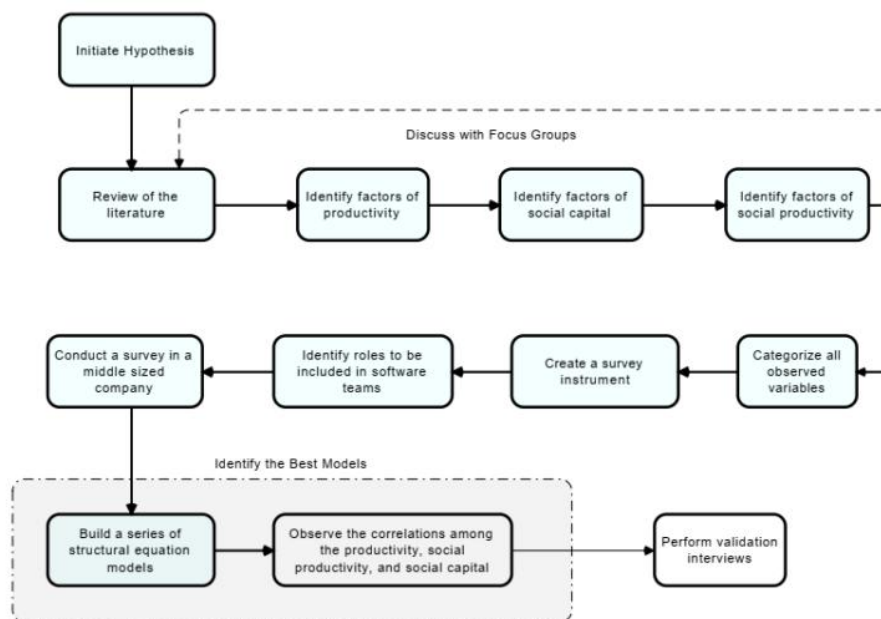 Initiate Hypothesis
Discuss with Focus Groups
Review of the
literature
Identify factors of
productivity
Identify factors of
social capital
Identify factors of
social productivity
Conduct a survey in a
middle sized
company
Identify roles to be
included in software
teams
Create a survey
instrument
Categorize all
observed
variables
Identify the Best Models
Build a series of
structural equation
models
Observe the correlations among
the productivity, social
productivity, and social capital
Perform validation
interviews